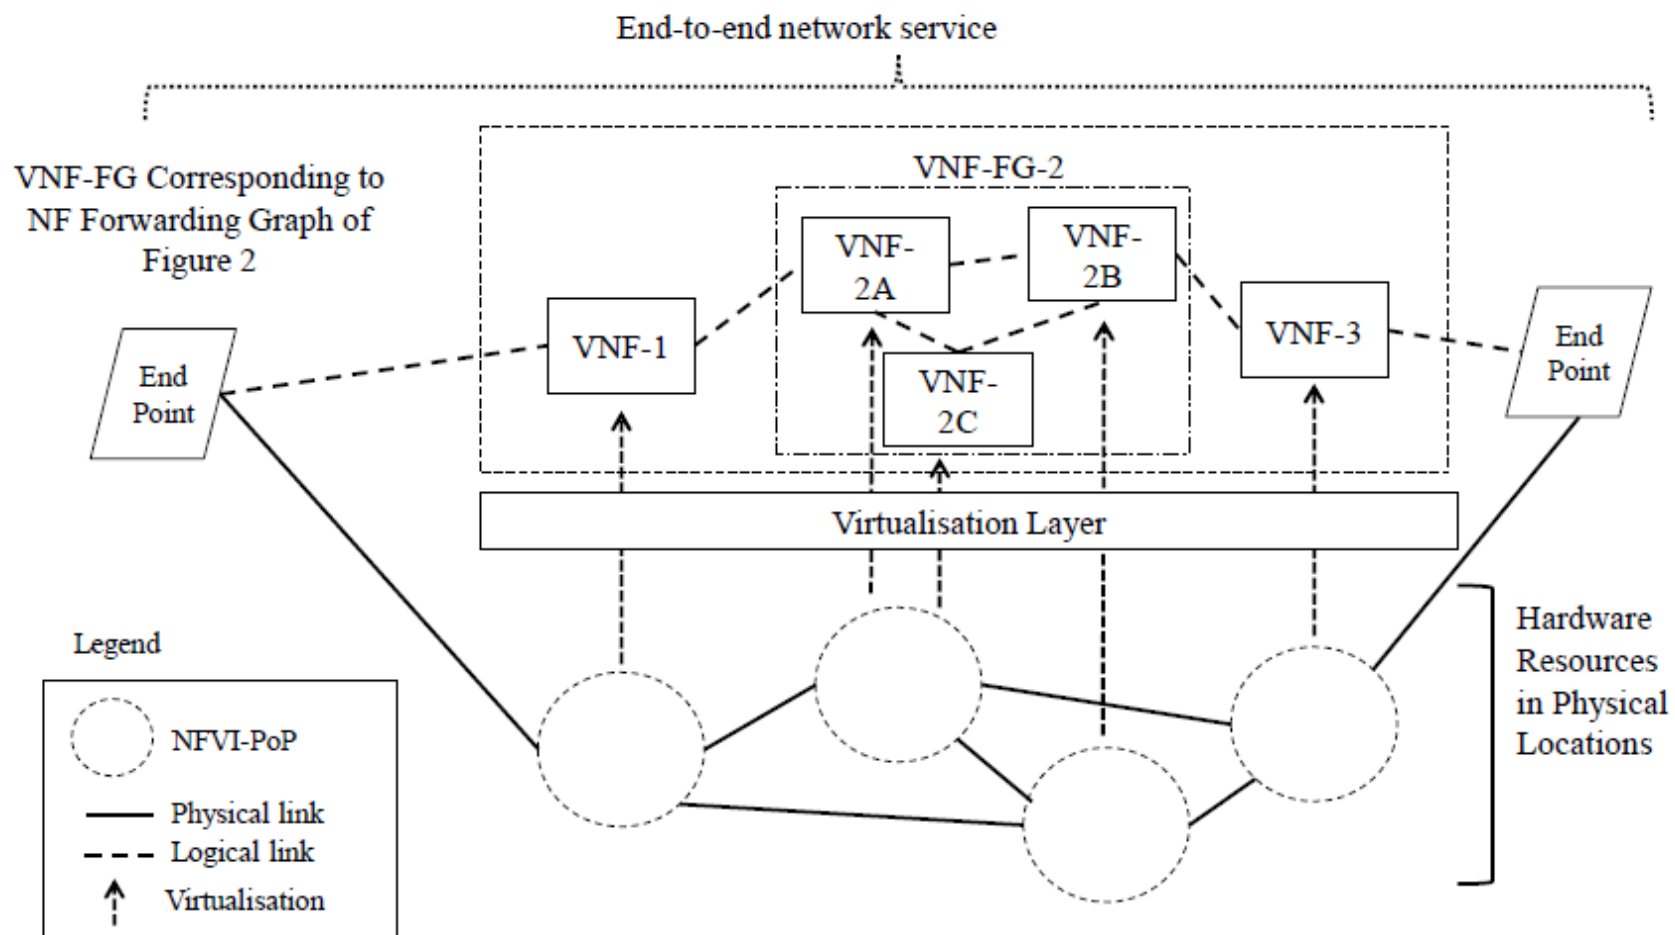 End-to-end network service
VNF-FG Corresponding to
NF Forwarding Graph of
Figure 2
VNF-FG-2
VNF-
2A
VNF-
2B
VNF-1
VNF-
2C
VNF-3
End
Point
End
Point
Virtualisation Layer
Hardware
Resources
in Physical
Locations
Legend
NFVI-PoP
Physical link
Logical link
Virtualisation